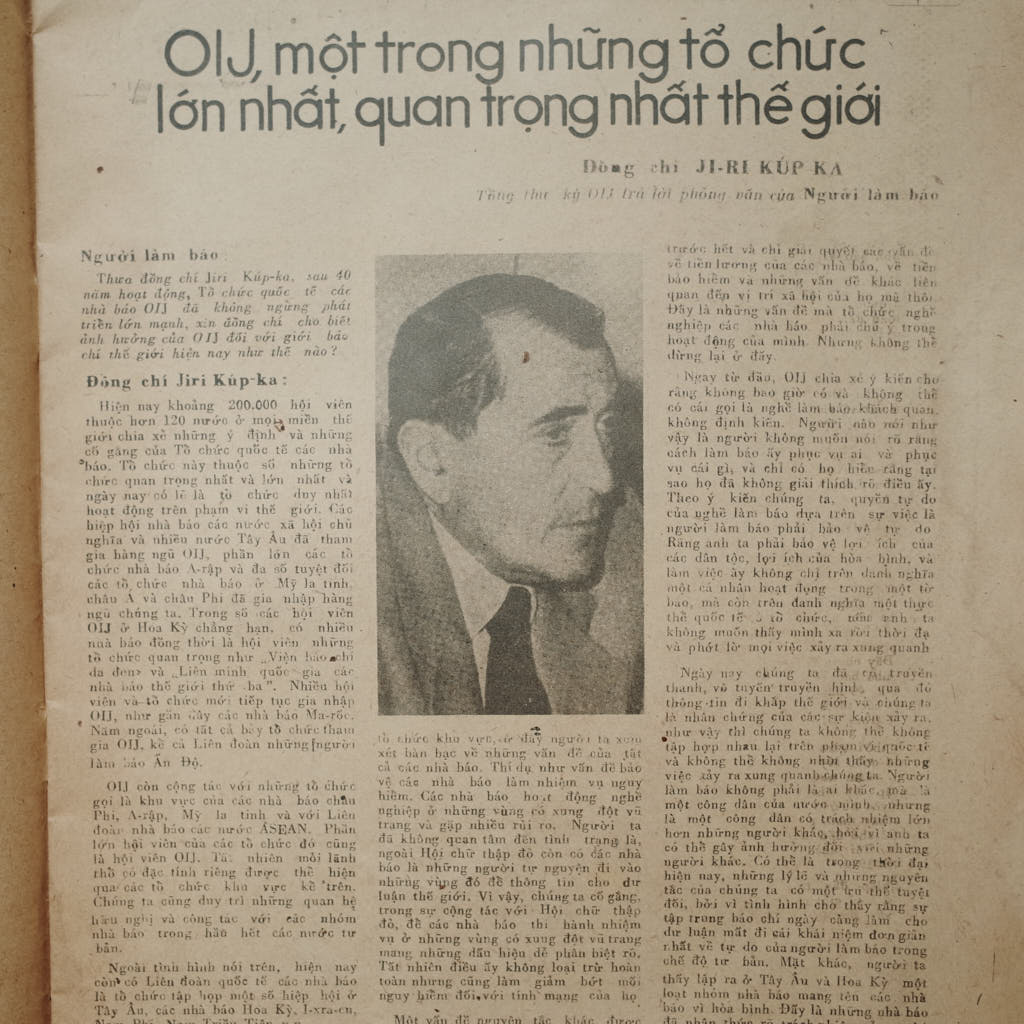 OIJ, một trong những tổ chức
lớn nhất, quan trọng nhất thế giới
Đồng chí JI-RI KÚP-KA
Tổng thư ký OIJ trả lời phỏng vấn của Người làm báo
Người làm báo:
Thưa đồng chí Jiri Kúp-ka, sau 40
năm hoạt động, Tổ chức quốc tế các
nhà báo OIJ đã không ngừng phát
triển lớn mạnh, xin đồng chí cho biết
ảnh hưởng của OIJ đối với giới báo
chí thế giới hiện nay như thế nào?
Đồng chí Jiri Kúp-ka:
Hiện nay khoảng 200.000 hội viên
thuộc hơn 120 nước ở mọi miền thế
giới chia xẻ những ý định và những
cố gắng của Tổ chức quốc tế các nhà
báo. Tổ chức này thuộc số những tổ
chức quan trọng nhất và lớn nhất và
ngày nay có lẽ là tổ chức duy nhất
hoạt động trên phạm vi thế giới. Các
hiệp hội nhà báo các nước xã hội chủ
nghĩa và nhiều nước Tây Âu đã tham
gia hàng ngũ OIJ, phần lớn các tổ
chức nhà báo A-rập và đa số tuyệt đối
các tổ chức nhà báo ở Mỹ la tinh,
châu Á và châu Phi đã gia nhập hàng
ngũ chúng ta. Trong số các hội viên
OIJ ở Hoa Kỳ chẳng hạn, có nhiều
nhà báo đồng thời là hội viên những
tổ chức quan trọng như „Viện báo chí
da đen» và „Liên minh quốc gia các
nhà báo thế giới thứ ba". Nhiều hội
viên và tổ chức mới tiếp tục gia nhập
OIJ, như gần đây các nhà báo Ma-rốc.
Năm ngoái, có tất cả bảy tổ chức tham
gia OIJ, kể cả Liên đoàn những người
làm báo Ấn Độ.
OIJ còn cộng tác với những tổ chức
gọi là khu vực của các nhà báo châu
Phi, A-rập, Mỹ la tinh và với Liên
đoàn nhà báo các nước ASEAN. Phần
lớn hội viên của các tổ chức đó cũng
là hội viên OIJ. Tất nhiên mỗi lãnh
thổ có đặc tính riêng được thể hiện
qua các tổ chức khu vực kể trên.
Chúng ta cũng duy trì những quan hệ
hữu nghị và công tác với các nhóm
nhà báo trong hầu hết các nước tư
bản.
Ngoài tình hình nói trên, hiện nay
còn có Liên đoàn quốc tế các nhà báo
là tổ chức tập hợp một số hiệp hội ở
Tây Âu, các nhà báo Hoa Kỳ, I-xra-en,
Nam Phi, Nam Triều Tiên
tổ chức khu vực, ở đấy người ta xem
xét bàn bạc về những vấn đề của tất
cả các nhà báo. Thí dụ như vấn đề bảo
vệ các nhà báo làm nhiệm vụ nguy
hiểm. Các nhà báo hoạt động nghề
nghiệp ở những vùng có xung đột vũ
trang và gặp nhiều rủi ro. Người ta
đã không quan tâm đến tình trạng là,
ngoài Hội chữ thập đỏ còn có các nhà
báo là những người tự nguyện đi vào
những vùng đó để thông tin cho dư
luận thế giới. Vì vậy, chúng ta cố gắng,
trong sự cộng tác với Hội chữ thập
đỏ, để các nhà báo thi hành nhiệm
vụ ở những vùng có xung đột vũ trang
mang những dấu hiệu dễ phân biệt rõ.
Tất nhiên điều ấy không loại trừ hoàn
toàn nhưng cũng làm giảm bớt mối
nguy hiểm đối với tính mạng của họ.
Một vấn đề nguyên tắc khác được
trước hết và chỉ giải quyết các vấn đề
về tiền lương của các nhà báo, về tiền
bảo hiểm và những vấn đề khác liên
quan đến vị trí xã hội của họ mà thôi.
Đấy là những vấn đề mà tổ chức nghề
nghiệp các nhà báo phải chú ý trong
hoạt động của mình. Nhưng không thể
dừng lại ở đấy.
Ngay từ đầu, OIJ chia xẻ ý kiến cho
rằng không bao giờ có và không thể
có cái gọi là nghề làm báo khách quan,
không định kiến. Người nào nói như
vậy là người không muốn nói rõ rằng
cách làm báo ấy phục vụ ai và phục
vụ cái gì, và chỉ có họ hiểu rằng tại
sao họ đã không giải thích rõ điều ấy.
Theo ý kiến chúng ta, quyền tự do
của nghề làm báo dựa trên sự việc là
người làm báo phải bảo vệ tự do
Rằng anh ta phải bảo vệ lợi ích của
các dân tộc, lợi ích của hòa bình, và
làm việc ấy không chỉ trên danh nghĩa
một cá nhân hoạt động trong một tờ
báo, mà còn trên danh nghĩa một thực
thể quốc tế tổ chức, nếu anh ta
không muốn thấy mình xa rời thời đại
và phớt lờ mọi việc xảy ra xung quanh
Ngày nay chúng ta đã có truyền
thanh, vô tuyến truyền hình, qua đó
thông tin đi khắp thế giới và chúng ta
là nhân chứng của các sự kiện xảy ra,
như vậy thì chúng ta không thể không
tập hợp nhau lại trên phạm vi quốc tế
và không thể không nhìn thấy những
việc xảy ra xung quanh chúng ta. Người
làm báo không phải là ai khác, mà là
một công dân của nước mình, nhưng
là một công dân có trách nhiệm lớn
hơn những người khác, bởi vì anh ta
có thể gây ảnh hưởng đối với những
người khác. Có thể là trong thời đại
hiện nay, những lý lẽ và những nguyên
tắc của chúng ta có một ưu thế tuyệt
đối, bởi vì tình hình cho thấy rằng sự
tập trung báo chí ngày càng làm cho
dư luận mất đi cái khái niệm đơn giản
nhất về tự do của người làm báo trong
chế độ tư bản. Mặt khác, người ta
thấy lập ra ở Tây Âu và Hoa Kỳ một
loạt nhóm nhà báo mang tên các nhà
báo vì hòa bình. Đấy là những nhà báo